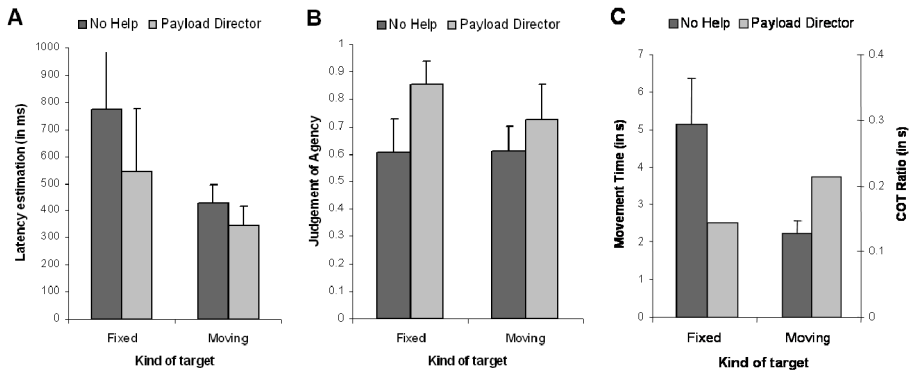 A
No Help Payload Director
1000
900
800
700
600
500
400
300
200
100
0
Latency estimation (in ms)
Fixed Moving
Kind of target
B
No Help Payload Director
1
0.9
0.8
0.7
0.6
0.5
0.4
0.3
0.2
0.1
0
Judgement of Agency
Fixed Moving
Kind of target
C
No Help Payload Director
7
6
5
4
3
2
1
0
Movement Time (in s)
0.4
0.3
0.2
0.1
0
COT Ratio (in s)
Fixed Moving
Kind of target